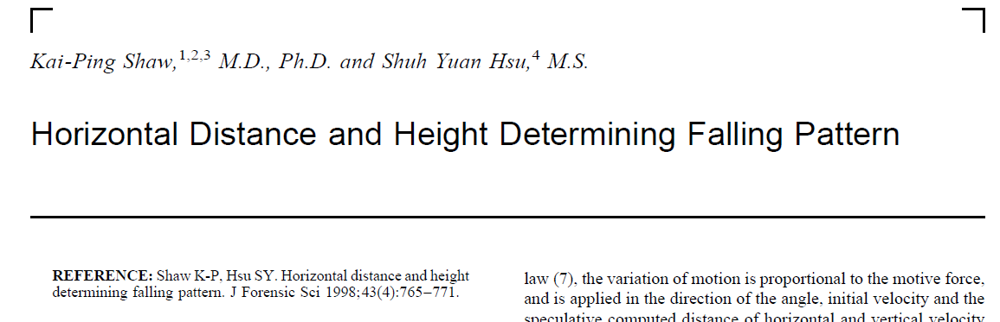 Kai-Ping Shaw,1,2,3 M.D., Ph.D. and Shuh Yuan Hsu,4 M.S.
Horizontal Distance and Height Determining Falling Pattern
REFERENCE: Shaw K-P, Hsu SY. Horizontal distance and height
determining falling pattern. J Forensic Sci 1998;43(4):765–771.
law (7), the variation of motion is proportional to the motive force,
and is applied in the direction of the angle, initial velocity and the
speculative computed distance of horizontal and vertical velocity